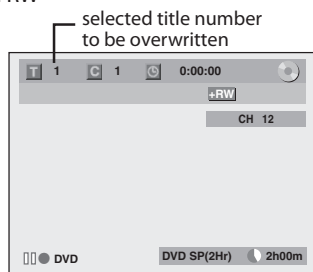 selected title number
to be overwritten
T 1 C 1 0:00:00
+RW
CH 12
DVD DVD SP(2Hr) 2h00m